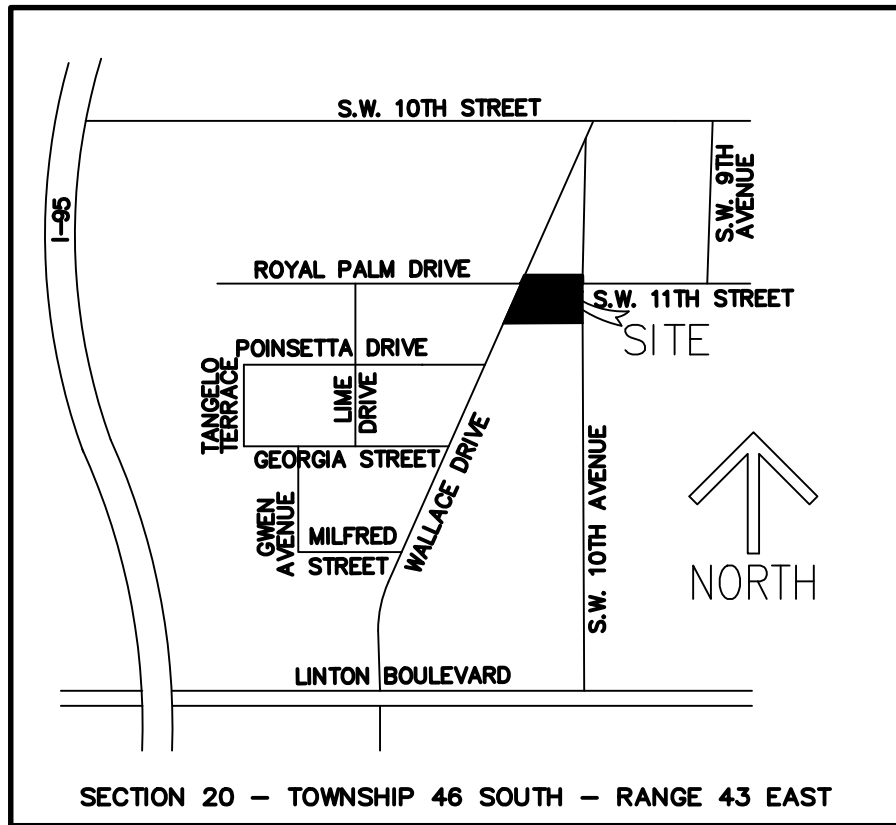 S.W. 10TH STREET
S.W. 9TH
AVENUE
I-95
ROYAL PALM DRIVE
S.W. 11TH STREET
SITE
POINSETTA DRIVE
TANGELO
TERRACE
LIME
DRIVE
GEORGIA STREET
WALLACE DRIVE
S.W. 10TH AVENUE
GWEN
AVENUE
MILFRED
STREET
NORTH
LINTON BOULEVARD
SECTION 20 - TOWNSHIP 46 SOUTH - RANGE 43 EAST